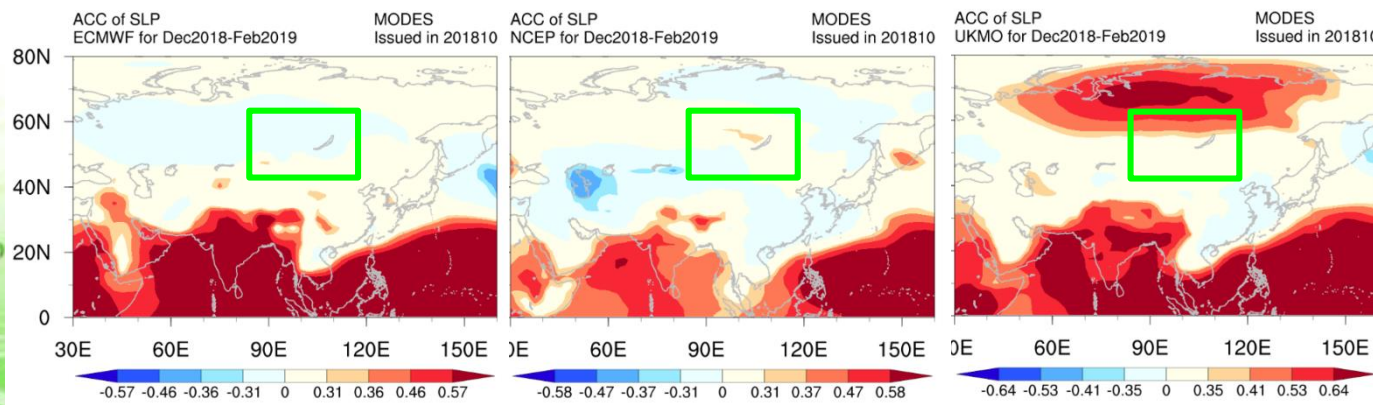 ACC of SLP MODES
ECMWF for Dec2018-Feb2019 Issued in 201810
80N
60N
40N
20N
0
30E 60E 90E 120E 150E
-0.57 -0.46 -0.36 -0.31 0 0.31 0.36 0.46 0.57
ACC of SLP MODES
NCEP for Dec2018-Feb2019 Issued in 201810
0E 60E 90E 120E 150E
-0.58 -0.47 -0.37 -0.31 0 0.31 0.37 0.47 0.58
ACC of SLP MODES
UKMO for Dec2018-Feb2019 Issued in 201810
0E 60E 90E 120E 150E
-0.64 -0.53 -0.41 -0.35 0 0.35 0.41 0.53 0.64